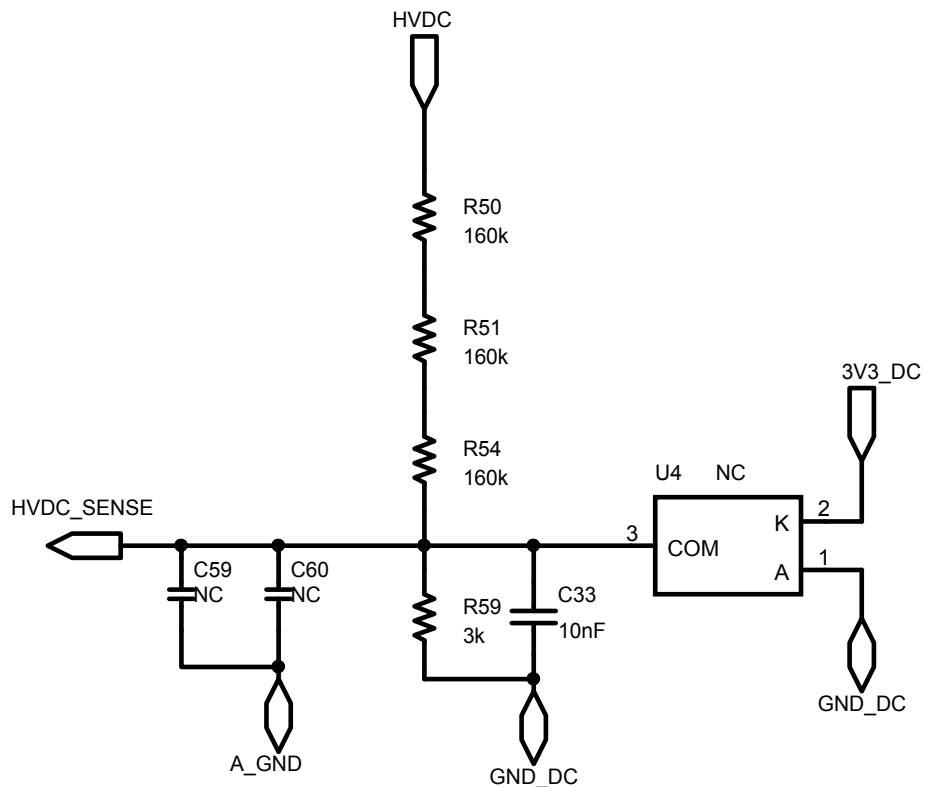 HVDC
R50
160k
R51
160k
3V3_DC
R54
160k
U4 NC
HVDC_SENSE
2
K
3
COM
1
A
C59
NC
C60
NC
R59
3k
C33
10nF
GND_DC
A_GND
GND_DC